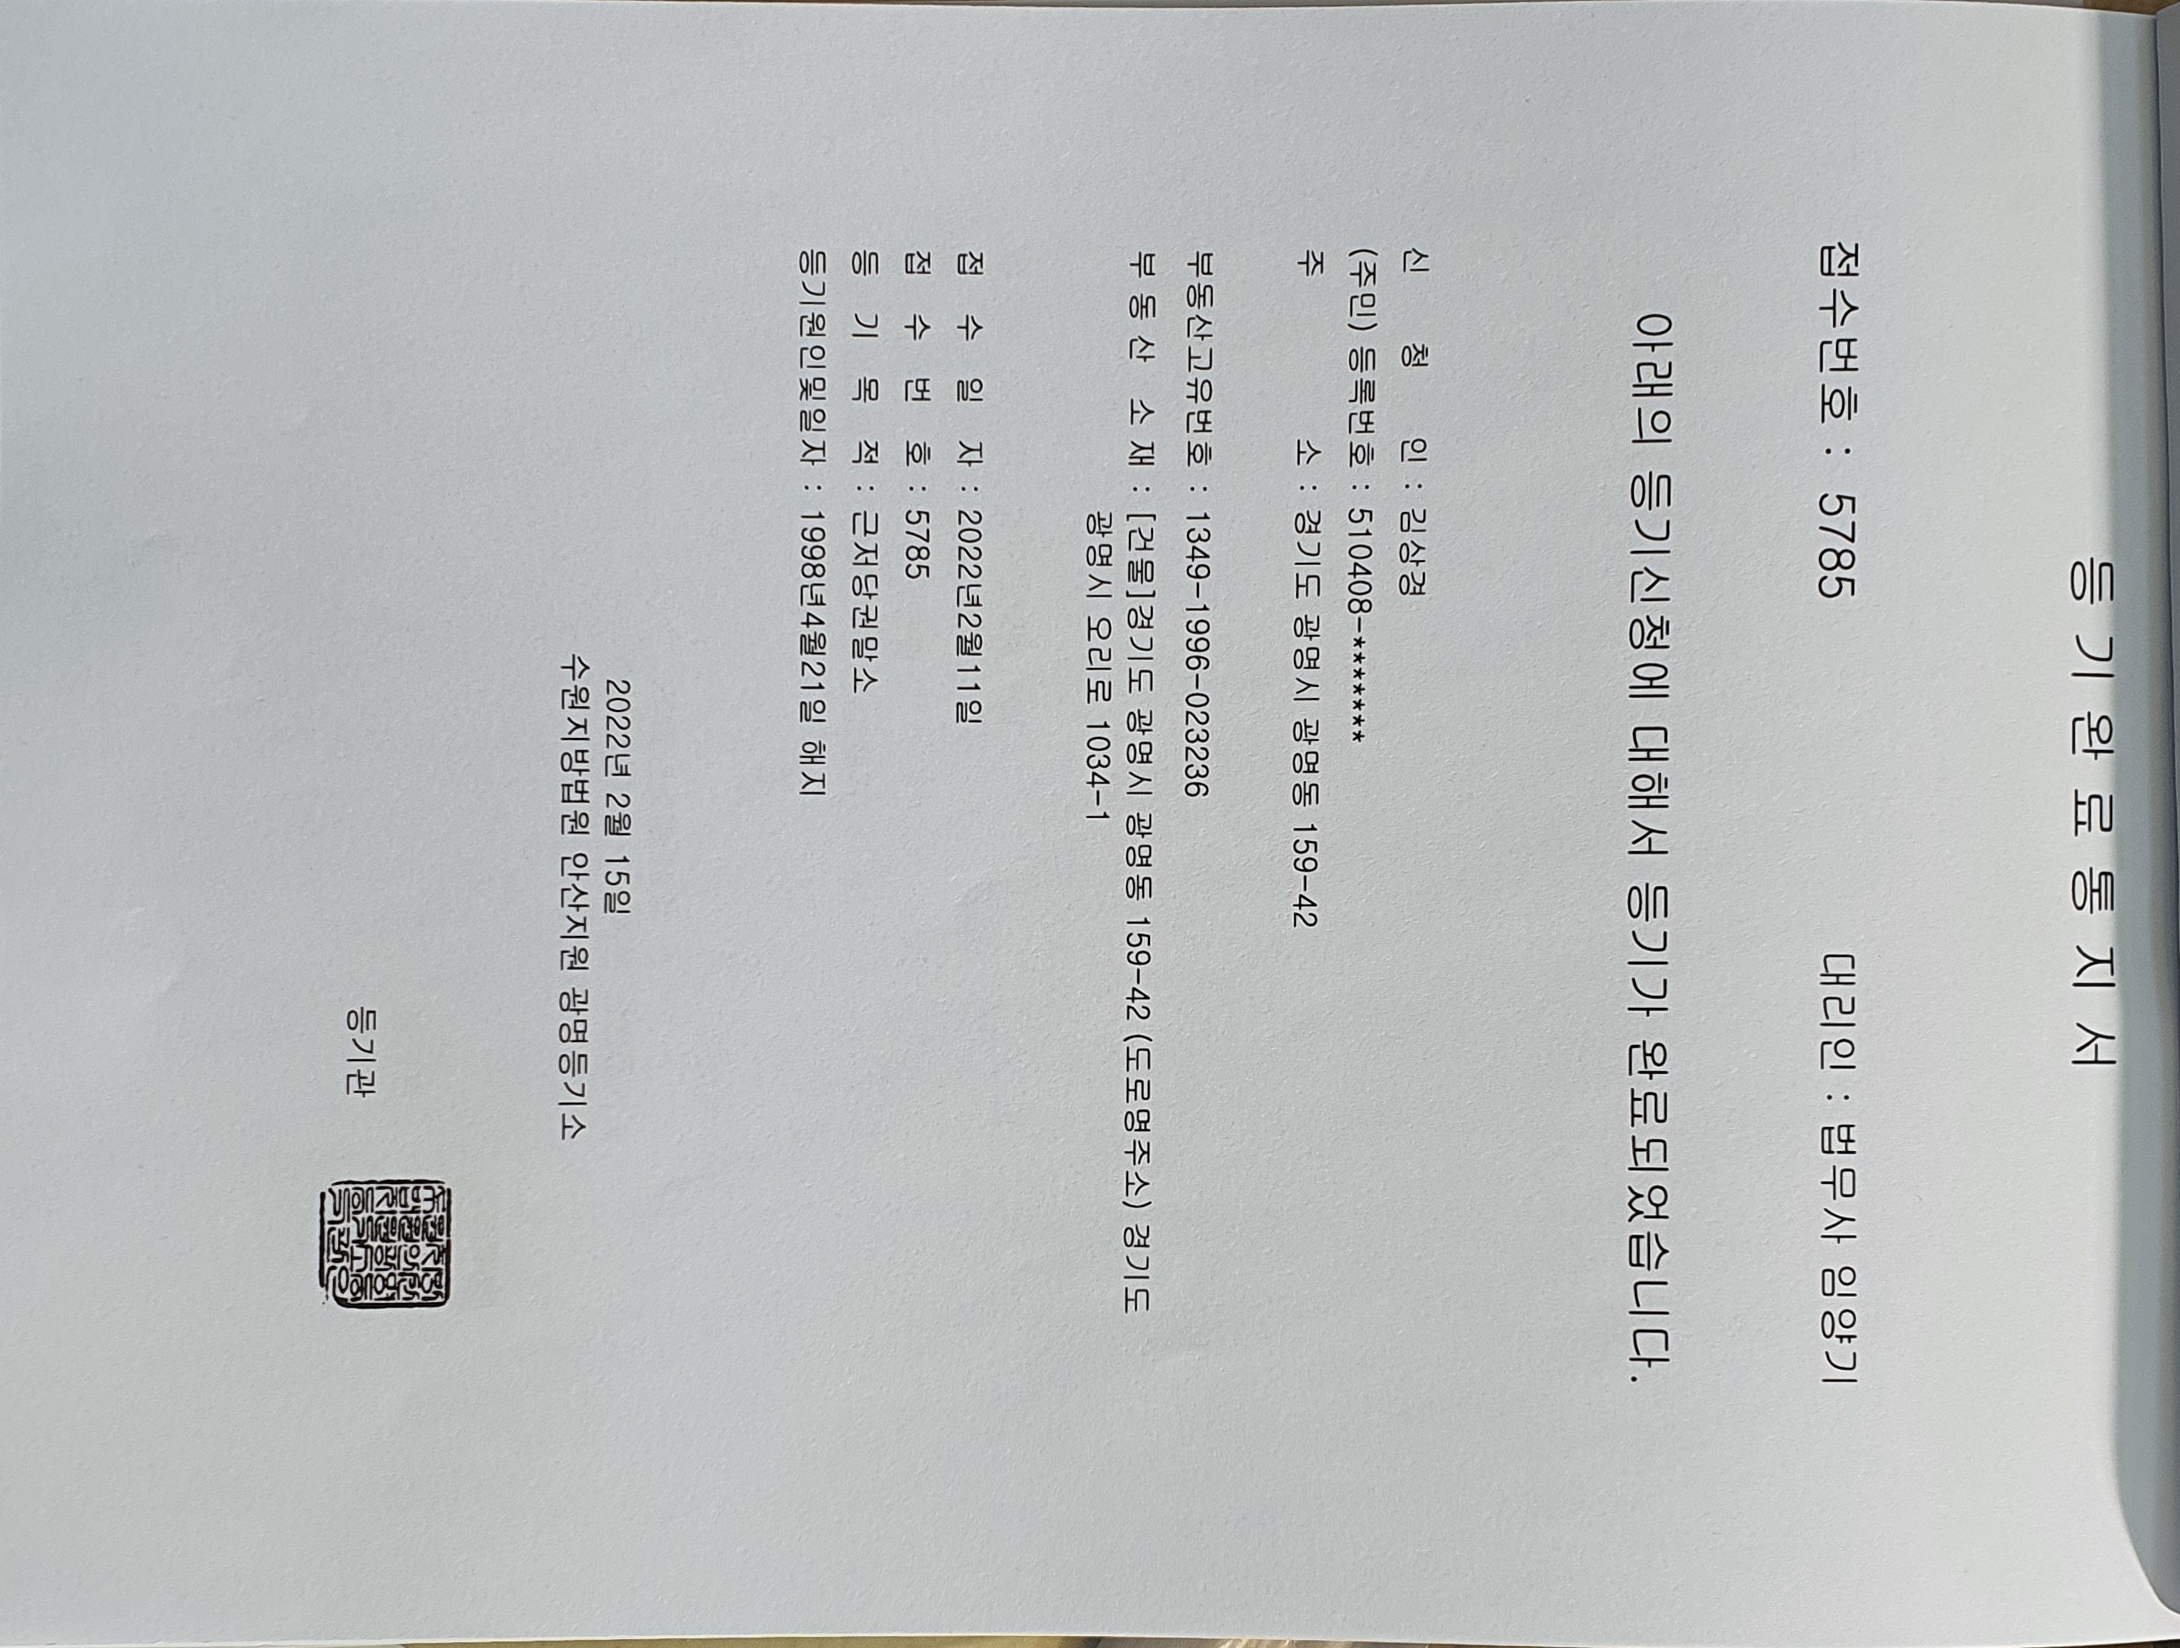 등 기 완 료 통 지 서
접수번호 : 5785 대리인 : 법무사 임양기
아래의 등기신청에 대해서 등기가 완료되었습니다.
신 청 인 : 김상경
(주민) 등록번호 : 510408-*******
주 소 : 경기도 광명시 광명동 159-42
부동산고유번호 : 1349-1996-023236
부 동 산 소 재 : [건물]경기도 광명시 광명동 159-42 (도로명주소) 경기도
광명시 오리로 1034-1
접 수 일 자 : 2022년2월11일
접 수 번 호 : 5785
등 기 목 적 : 근저당권말소
등기원인및일자 : 1998년4월21일 해지
2022년 2월 15일
수원지방법원 안산지원 광명등기소
등기관